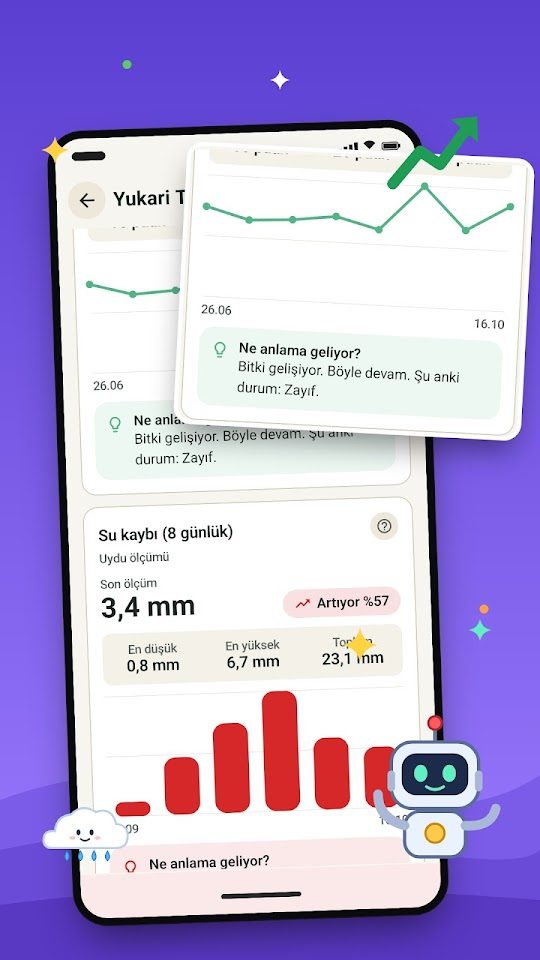 Yukarı T
26.06
16.10
Ne anlama geliyor?
Bitki gelişiyor. Böyle devam. Şu anki
durum: Zayıf.
26.06
Ne anla
Bitki gelişiyor. Böyle devam. Şu anki
durum: Zayıf.
Su kaybı (8 günlük)
Uydu ölçümü
Son ölçüm
3,4 mm
Artıyor %57
En düşük
En yüksek
0,8 mm
6,7 mm
23,1 mm
09
Ne anlama geliyor?